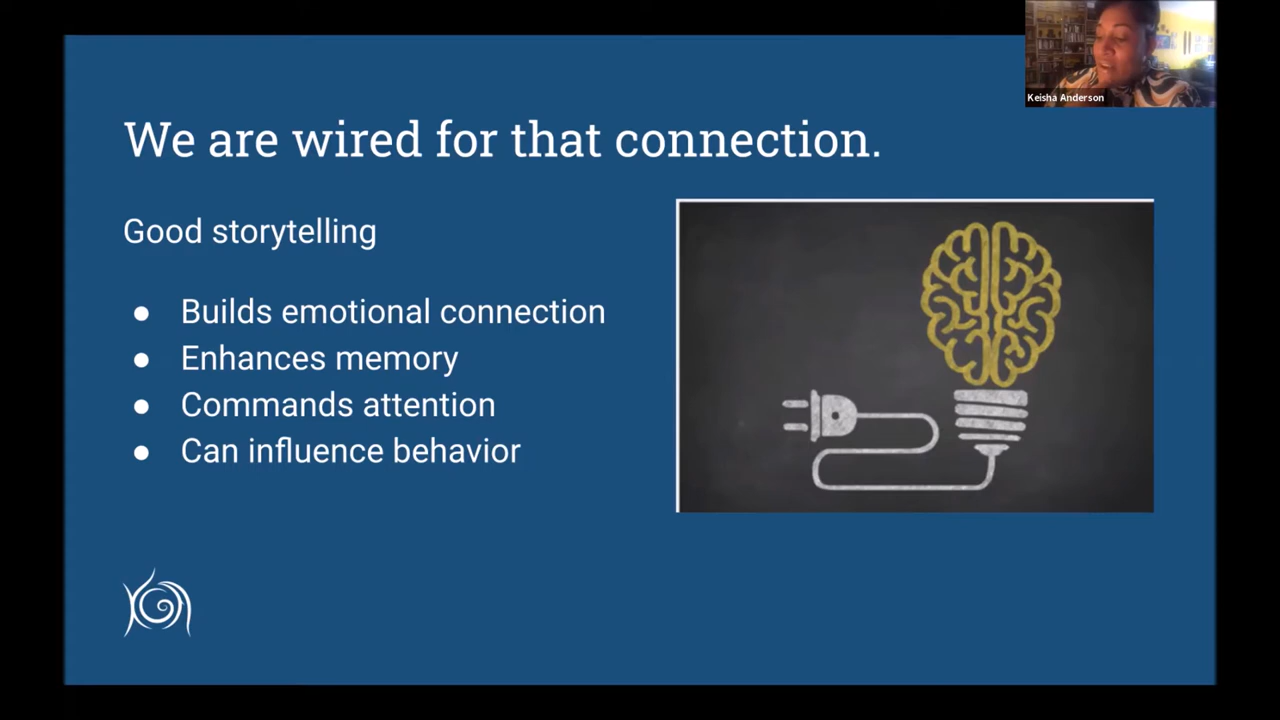 Keisha Anderson
We are wired for that connection.
Good storytelling
● Builds emotional connection
● Enhances memory
● Commands attention
● Can influence behavior